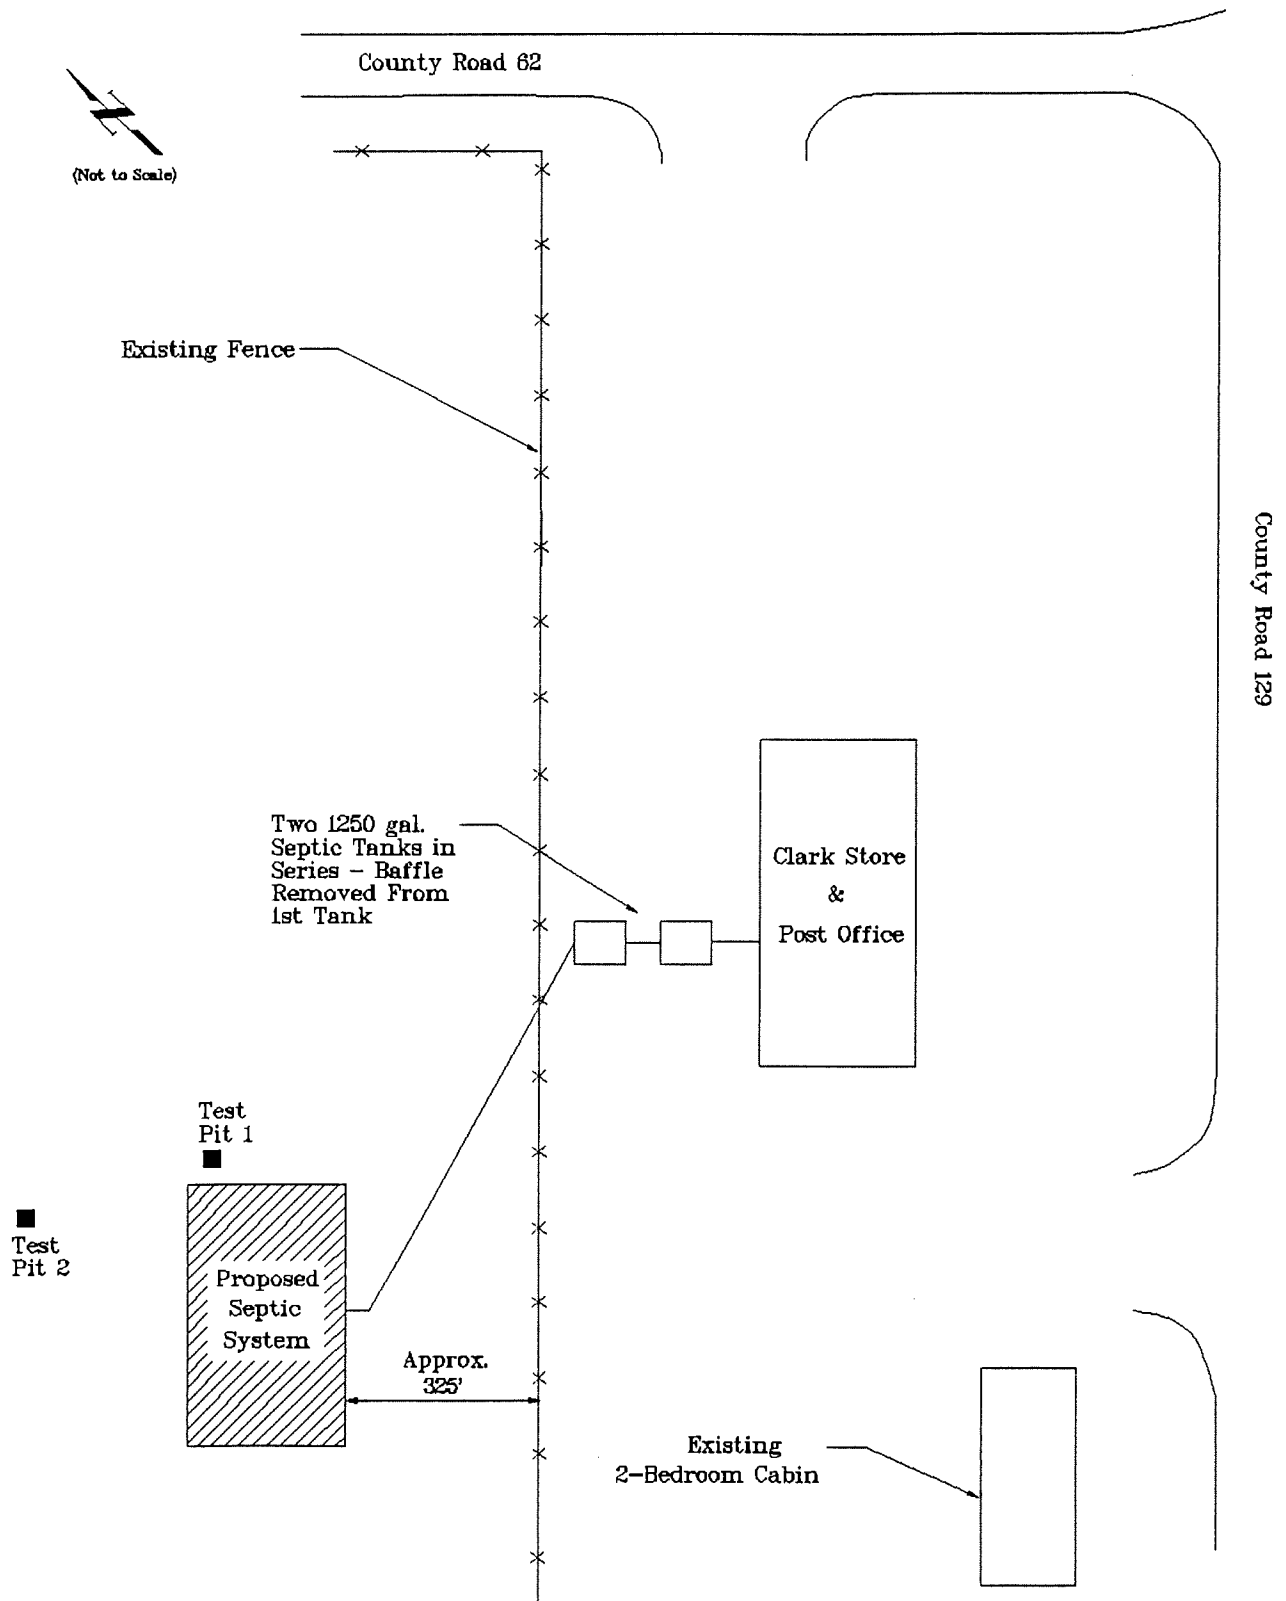 County Road 62
(Not to Scale)
Existing Fence
County Road 129
Two 1250 gal.
Septic Tanks in
Series - Baffle
Removed From
1st Tank
Clark Store
&
Post Office
Test
Pit 1
Test
Pit 2
Proposed
Septic
System
Approx.
325'
Existing
2-Bedroom Cabin